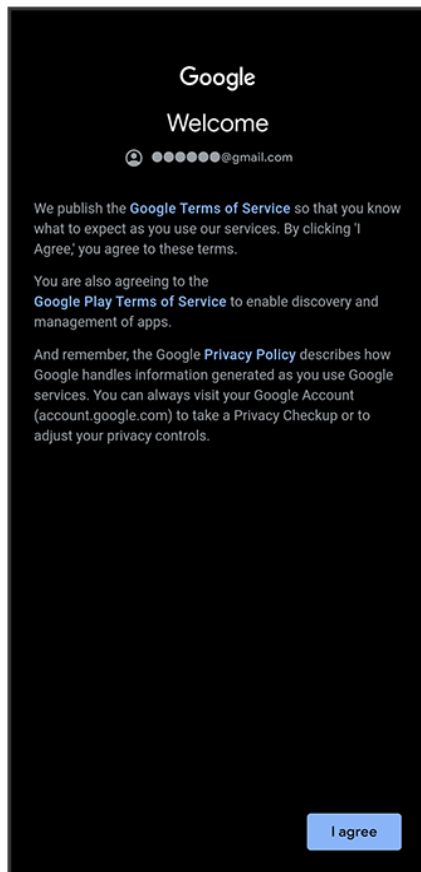 Google
Welcome
@gmail.com
We publish the Google Terms of Service so that you know
what to expect as you use our services. By clicking 'I
Agree,' you agree to these terms.
You are also agreeing to the
Google Play Terms of Service to enable discovery and
management of apps.
And remember, the Google Privacy Policy describes how
Google handles information generated as you use Google
services. You can always visit your Google Account
(account.google.com) to take a Privacy Checkup or to
adjust your privacy controls.
I agree